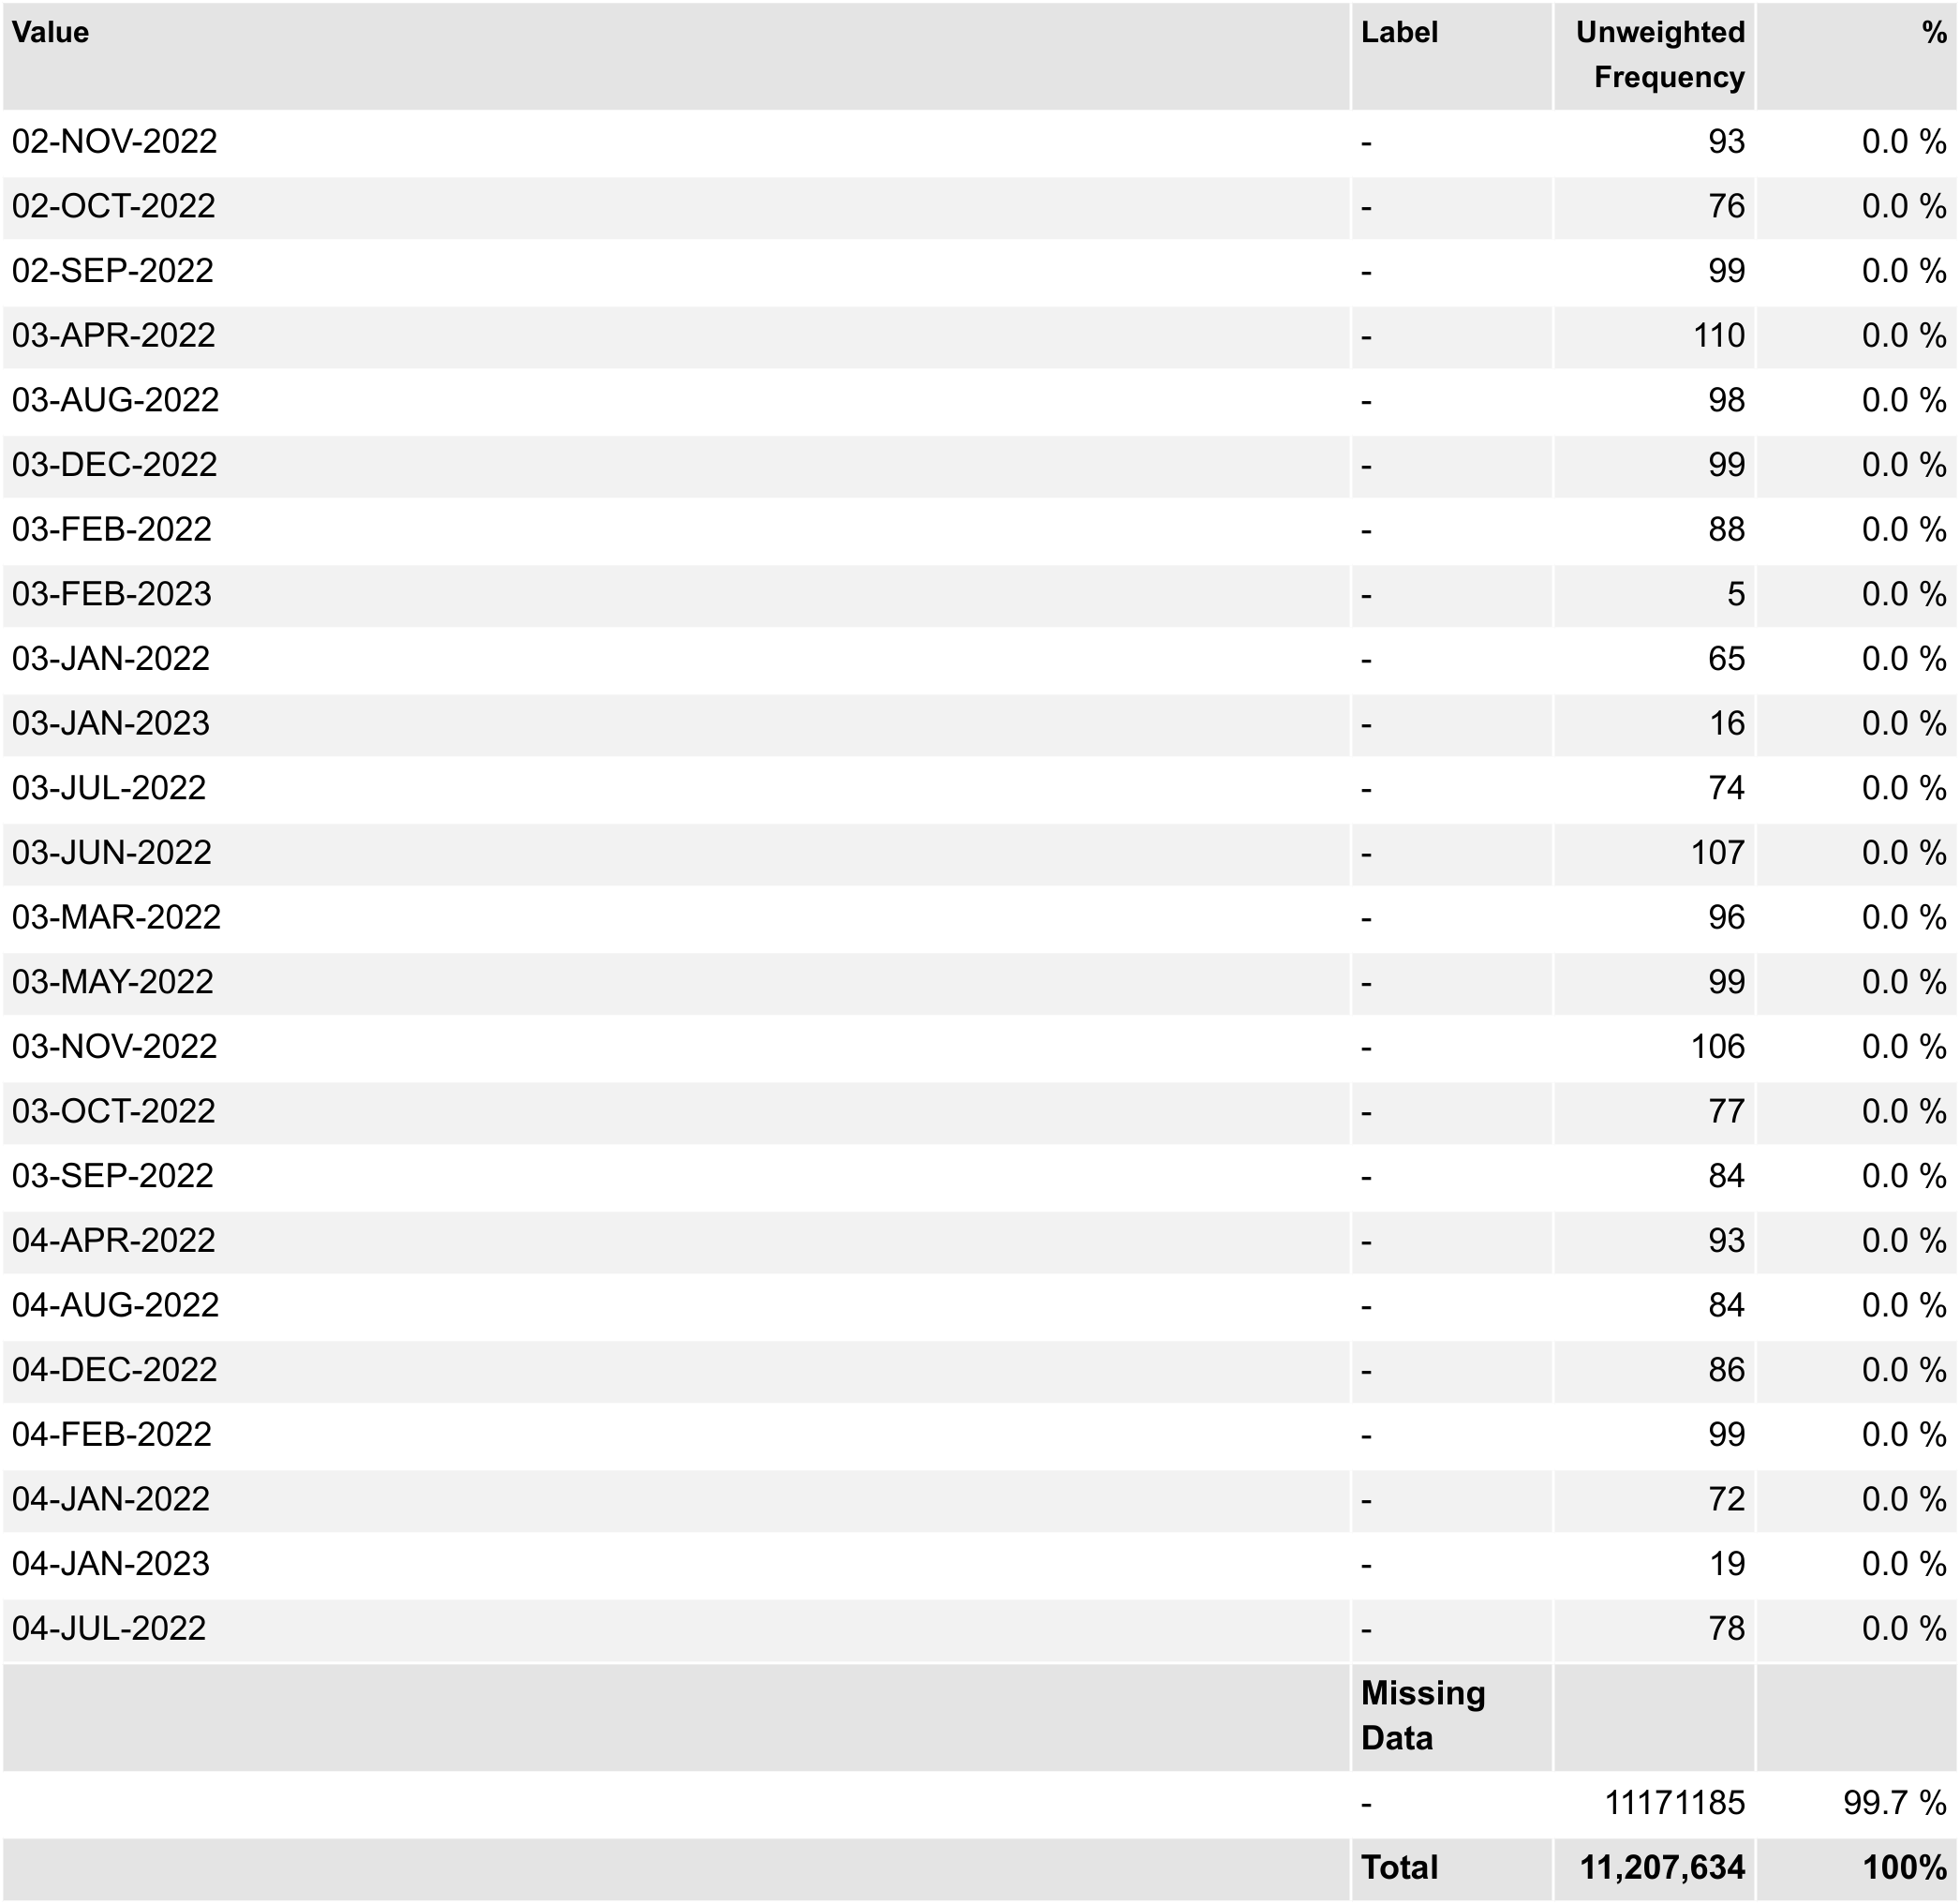 Value Label Unweighted Frequency %
02-NOV-2022 - 93 0.0 %
02-OCT-2022 - 76 0.0 %
02-SEP-2022 - 99 0.0 %
03-APR-2022 - 110 0.0 %
03-AUG-2022 - 98 0.0 %
03-DEC-2022 - 99 0.0 %
03-FEB-2022 - 88 0.0 %
03-FEB-2023 - 5 0.0 %
03-JAN-2022 - 65 0.0 %
03-JAN-2023 - 16 0.0 %
03-JUL-2022 - 74 0.0 %
03-JUN-2022 - 107 0.0 %
03-MAR-2022 - 96 0.0 %
03-MAY-2022 - 99 0.0 %
03-NOV-2022 - 106 0.0 %
03-OCT-2022 - 77 0.0 %
03-SEP-2022 - 84 0.0 %
04-APR-2022 - 93 0.0 %
04-AUG-2022 - 84 0.0 %
04-DEC-2022 - 86 0.0 %
04-FEB-2022 - 99 0.0 %
04-JAN-2022 - 72 0.0 %
04-JAN-2023 - 19 0.0 %
04-JUL-2022 - 78 0.0 %
Missing
Data
- 11171185 99.7 %
Total 11,207,634 100%